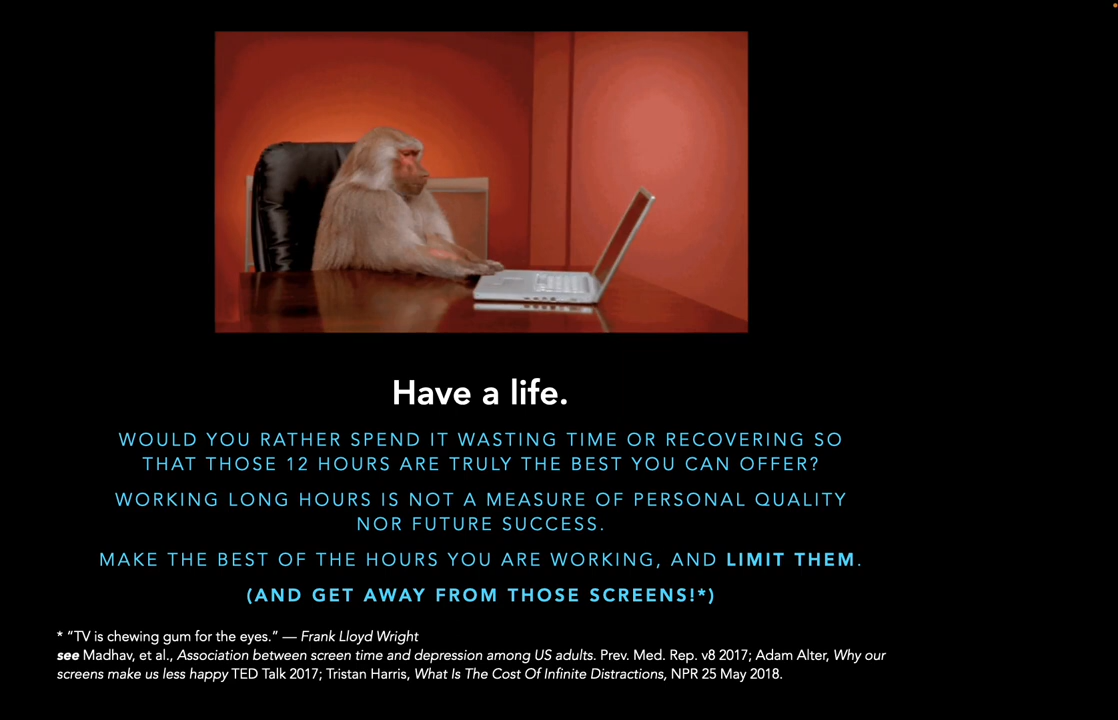 Have a life.
WOULD YOU RATHER SPEND IT WASTING TIME OR RECOVERING SO
THAT THOSE 12 HOURS ARE TRULY THE BEST YOU CAN OFFER?
WORKING LONG HOURS IS NOT A MEASURE OF PERSONAL QUALITY
NOR FUTURE SUCCESS.
MAKE THE BEST OF THE HOURS YOU ARE WORKING, AND LIMIT THEM.
(AND GET AWAY FROM THOSE SCREENS!*)
* “TV is chewing gum for the eyes.” — Frank Lloyd Wright
see Madhav, et al., Association between screen time and depression among US adults. Prev. Med. Rep. v8 2017; Adam Alter, Why our
screens make us less happy TED Talk 2017; Tristan Harris, What Is The Cost Of Infinite Distractions, NPR 25 May 2018.